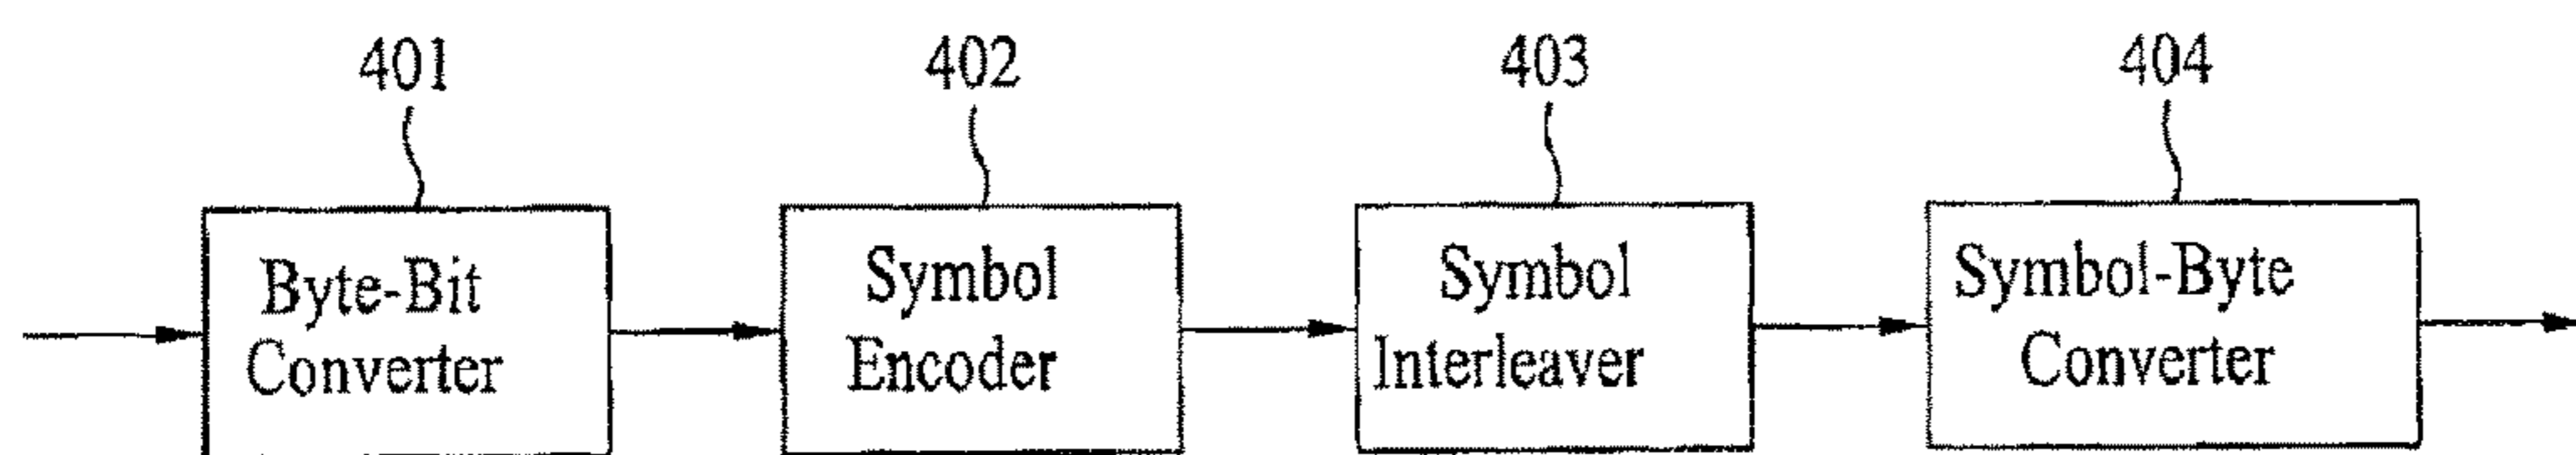 401
402
403
404
Byte-Bit
Converter
Symbol
Encoder
Symbol
Interleaver
Symbol-Byte
Converter